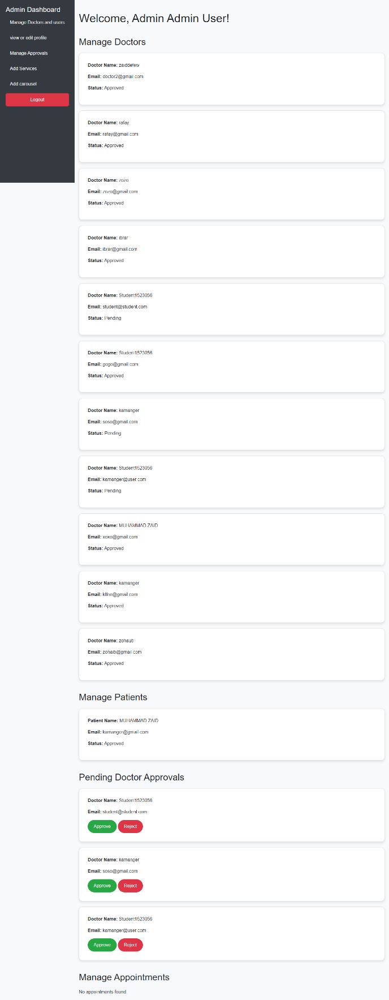 Admin Dashboard
Manage Doctors and users
view or edit profile
Manage Approvals
Add Services
Add carousel
Logout
Welcome, Admin Admin User!
Manage Doctors
Doctor Name: zaiddefew
Email: doctor2@gmail.com
Status: Approved
Doctor Name: rafay
Email: rafay@gmail.com
Status: Approved
Doctor Name: zozo
Email: zozo@gmail.com
Status: Approved
Doctor Name: ibrar
Email: ibrar@gmail.com
Status: Approved
Doctor Name: Student1523056
Email: student@student.com
Status: Pending
Doctor Name: Student1523056
Email: gogo@gmail.com
Status: Approved
Doctor Name: kamanger
Email: soso@gmail.com
Status: Pending
Doctor Name: Student1523056
Email: kamanger@user.com
Status: Pending
Doctor Name: MUHAMMAD ZAID
Email: xoxo@gmail.com
Status: Approved
Doctor Name: kamanger
Email: klfne@gmail.com
Status: Approved
Doctor Name: zohaub
Email: zohaib@gmail.com
Status: Approved
Manage Patients
Patient Name: MUHAMMAD ZAID
Email: kamanger@gmail.com
Status: Approved
Pending Doctor Approvals
Doctor Name: Student1523056
Email: student@student.com
Approve Reject
Doctor Name: kamanger
Email: soso@gmail.com
Approve Reject
Doctor Name: Student1523056
Email: kamanger@user.com
Approve Reject
Manage Appointments
No appointments found.